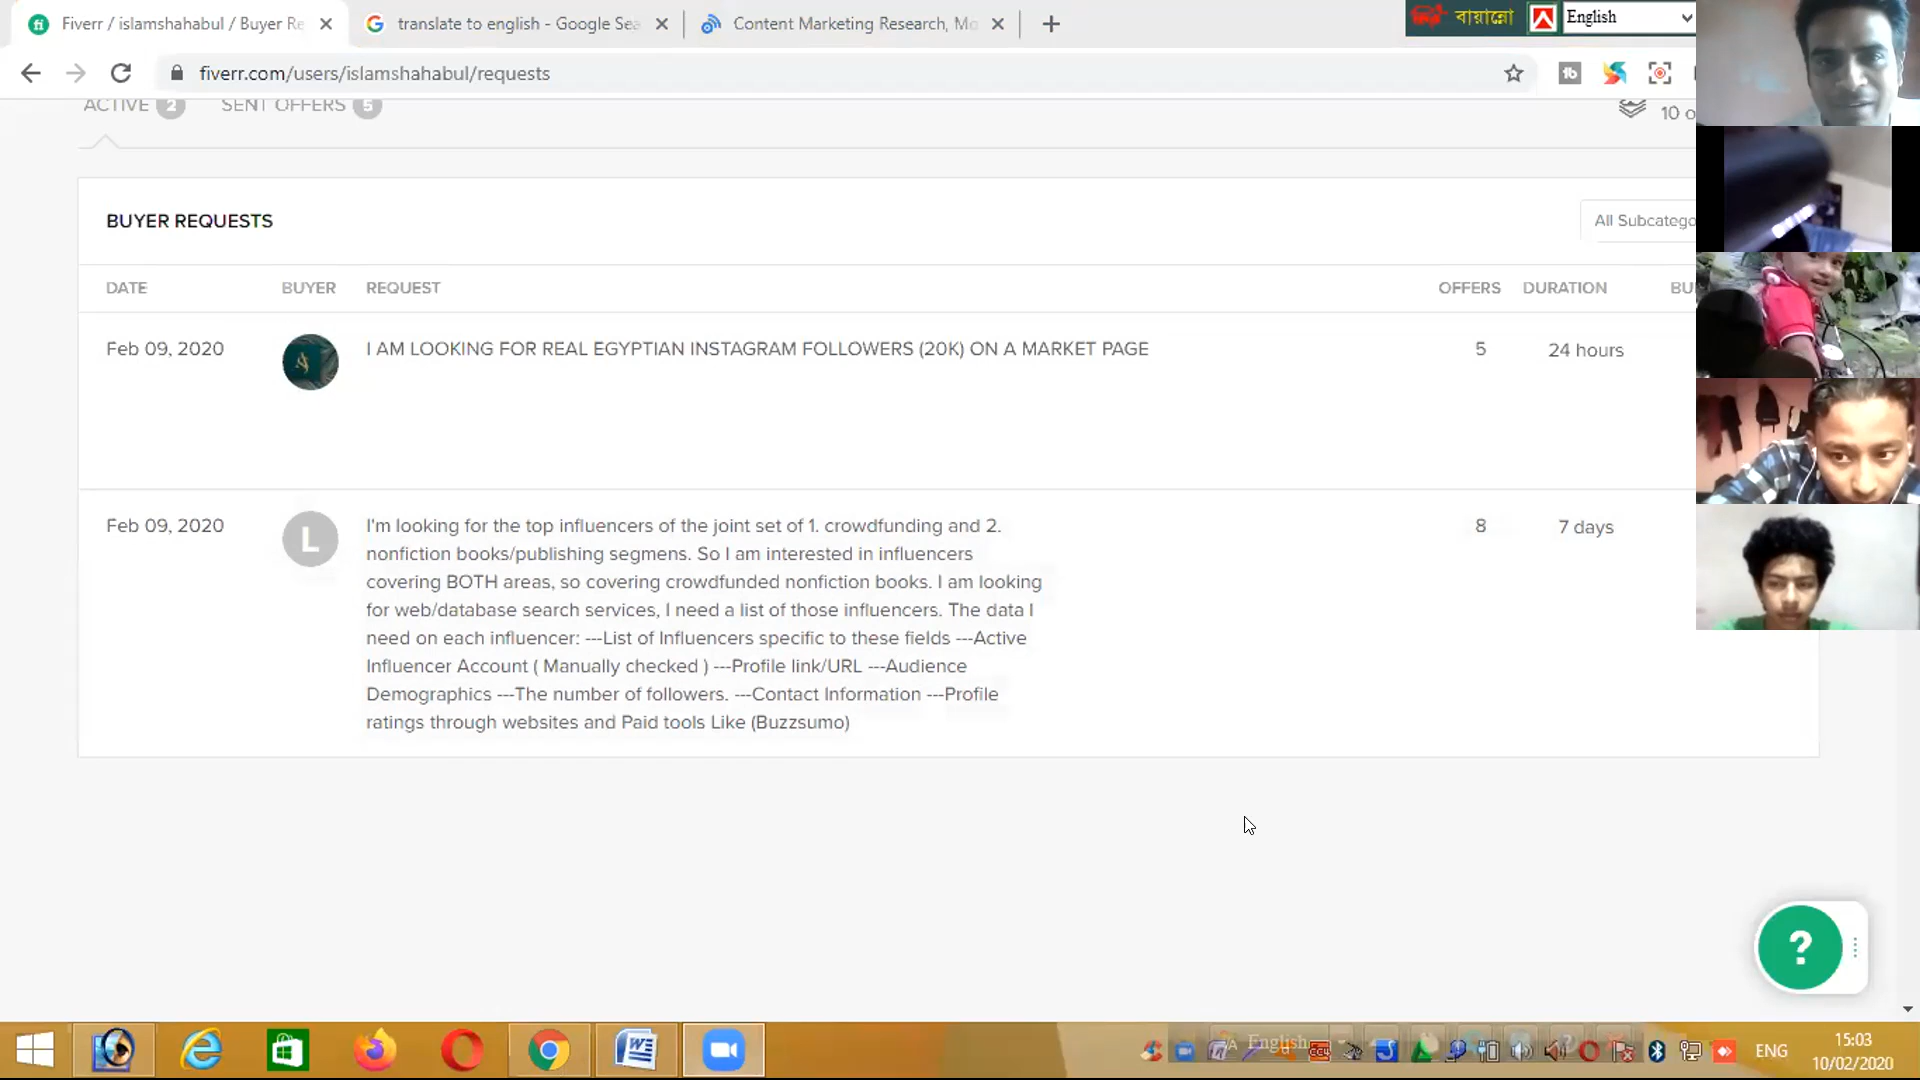 Fiverr / islamshahabul / Buyer Re
translate to english - Google Sea
Content Marketing Research, Mo
বায়ান্নো
English
fiverr.com/users/islamshahabul/requests
ACTIVE 2 SENT OFFERS 5
10 o
BUYER REQUESTS
All Subcatego
DATE BUYER REQUEST OFFERS DURATION BU
Feb 09, 2020 I AM LOOKING FOR REAL EGYPTIAN INSTAGRAM FOLLOWERS (20K) ON A MARKET PAGE 5 24 hours
Feb 09, 2020 L I'm looking for the top influencers of the joint set of 1. crowdfunding and 2. 8 7 days
nonfiction books/publishing segmens. So I am interested in influencers
covering BOTH areas, so covering crowdfunded nonfiction books. I am looking
for web/database search services, I need a list of those influencers. The data I
need on each influencer: ---List of Influencers specific to these fields ---Active
Influencer Account ( Manually checked ) ---Profile link/URL ---Audience
Demographics ---The number of followers. ---Contact Information ---Profile
ratings through websites and Paid tools Like (Buzzsumo)
?
English
ENG
15:03
10/02/2020